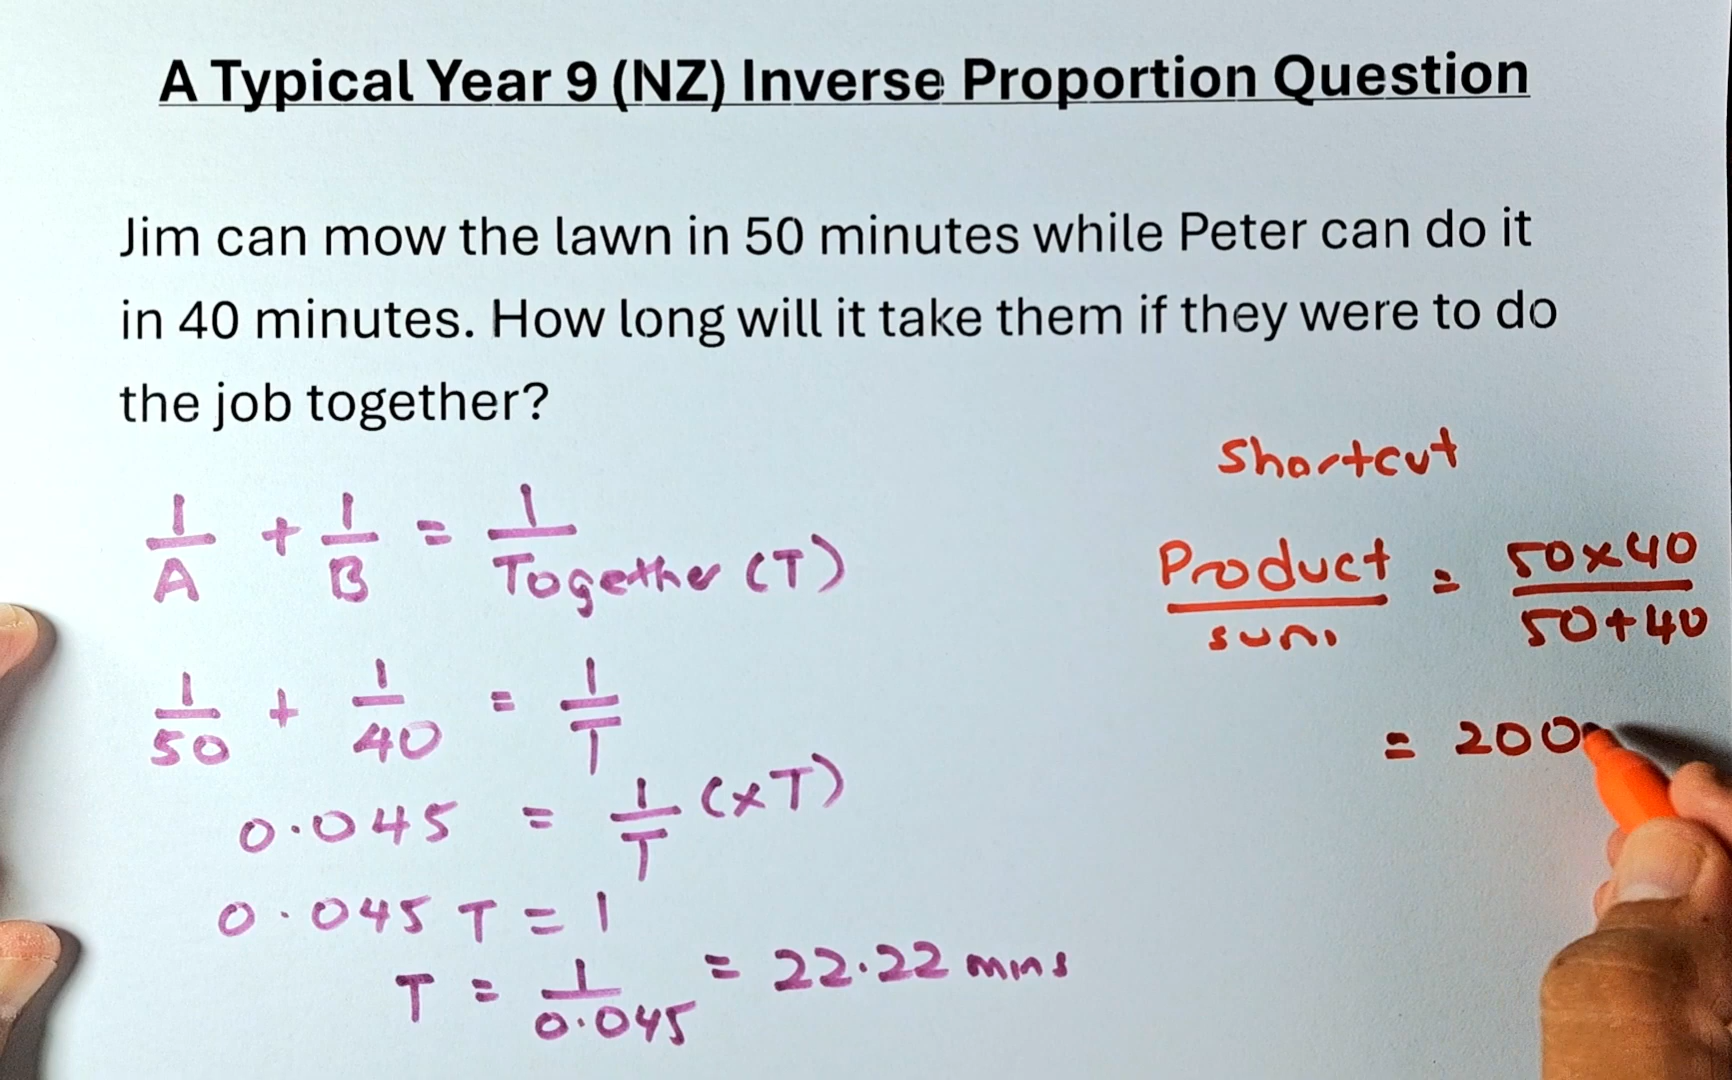 A Typical Year 9 (NZ) Inverse Proportion Question
Jim can mow the lawn in 50 minutes while Peter can do it
in 40 minutes. How long will it take them if they were to do
the job together?
1/A + 1/B = 1/Together (T)
1/50 + 1/40 = 1/T
0.045 = 1/T (xT)
0.045 T = 1
T = 1/0.045 = 22.22 mins
Shortcut
Product/sum = 50x40/50+40
= 200